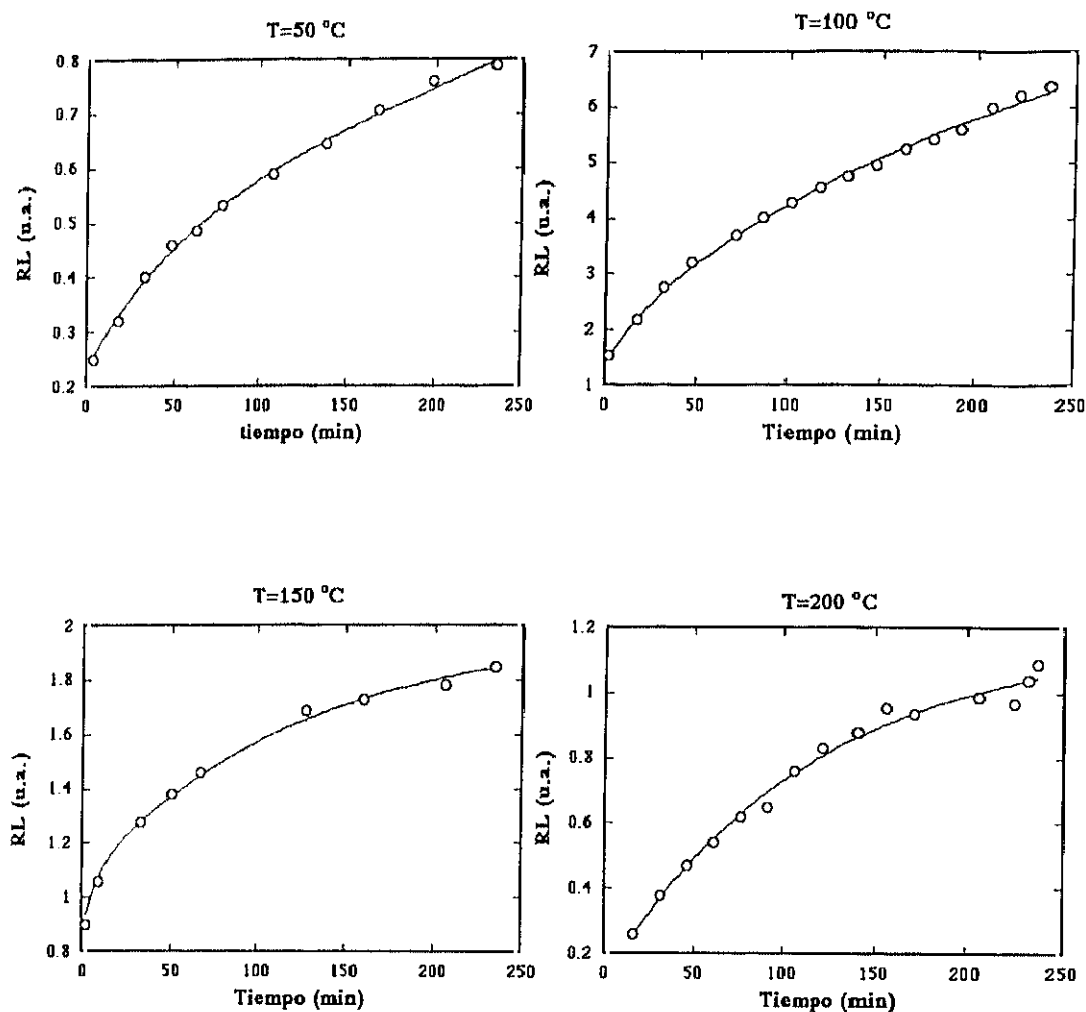 T=50 °C
0.8
0.7
0.6
0.5
0.4
0.3
0.2
RL (u.a.)
0 50 100 150 200 250
tiempo (min)
T=100 °C
7
6
5
4
3
2
1
RL (u.a.)
0 50 100 150 200 250
Tiempo (min)
T=150 °C
2
1.8
1.6
1.4
1.2
1
0.8
RL (u.a.)
0 50 100 150 200 250
Tiempo (min)
T=200 °C
1.2
1
0.8
0.6
0.4
0.2
RL (u.a.)
0 50 100 150 200 250
Tiempo (min)